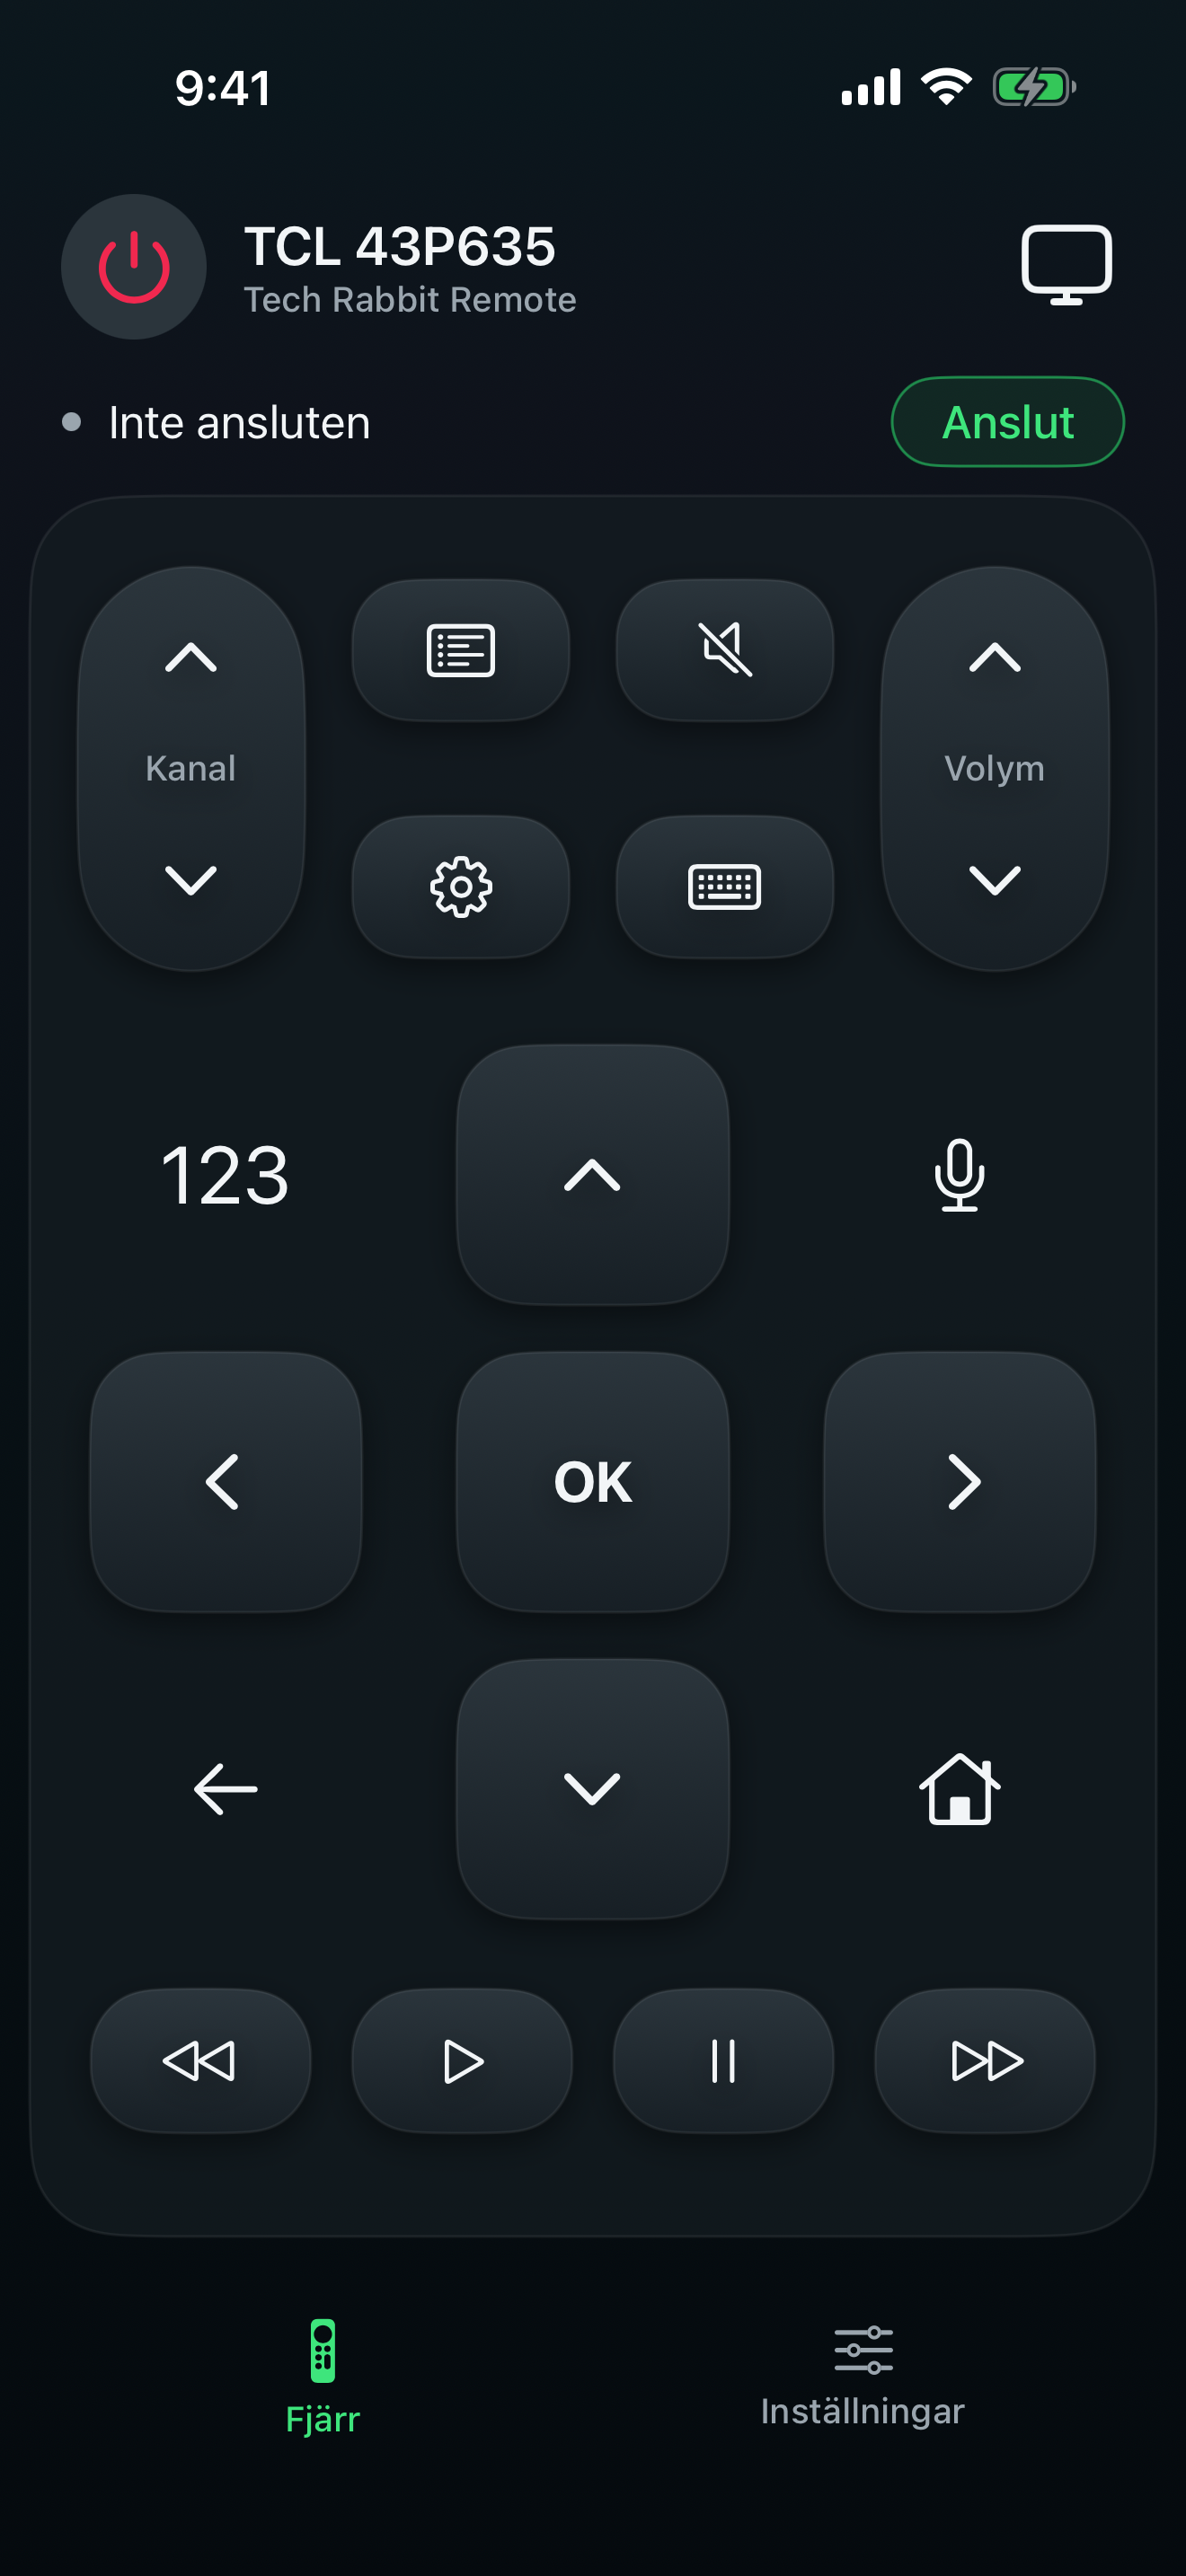 9:41
TCL 43P635
Tech Rabbit Remote
Inte ansluten
Anslut
Kanal
Volym
123
OK
Fjärr
Inställningar